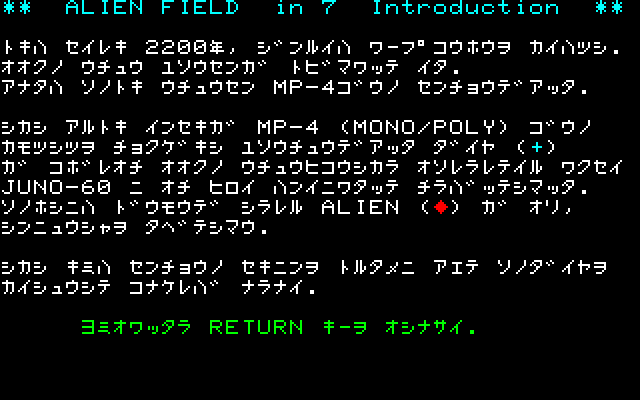 ** ALIEN FIELD in 7 Introduction **
トキハ セイレキ 2200年, ジンルイハ ワープコウホウヲ カイハツシ.
オオクノ ウチュウ ユソウセンガ トビマワッテ イタ.
アナタハ ソノトキ ウチュウセン MP-4ゴウノ センチョウデアッタ.
シカシ アルトキ インセキガ MP-4 (MONO/POLY) ゴウノ
カモツシツヲ チョクゲキシ ユソウチュウデアッタ ダイヤ (+)
ガ コボレオチ オオクノ ウチュウヒコウシカラ オソレラレテイル ワクセイ
JUNO-60 ニ オチ ヒロイ ハンイニワタッテ チラバッテシマッタ.
ソノホシニハ ドウモウデ シラレル ALIEN (◆) ガ オリ,
シンニュウシャヲ タベテシマウ.
シカシ キミハ センチョウノ セキニンヲ トルタメニ アエテ ソノダイヤヲ
カイシュウシテ コナケレバ ナラナイ.
ヨミオワッタラ RETURN キーヲ オシナサイ.